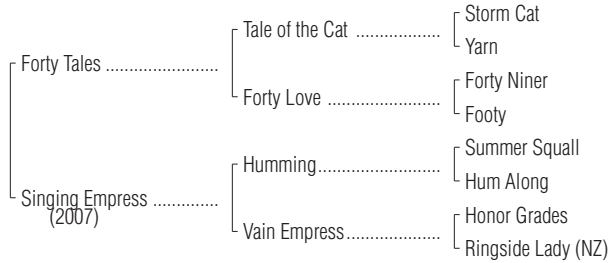 Storm Cat
Tale of the Cat ..................
Yarn
Forty Tales ........................
Forty Niner
Forty Love ........................
Footy
Summer Squall
Humming..........................
Hum Along
Singing Empress ..............
(2007)
Honor Grades
Vain Empress....................
Ringside Lady (NZ)